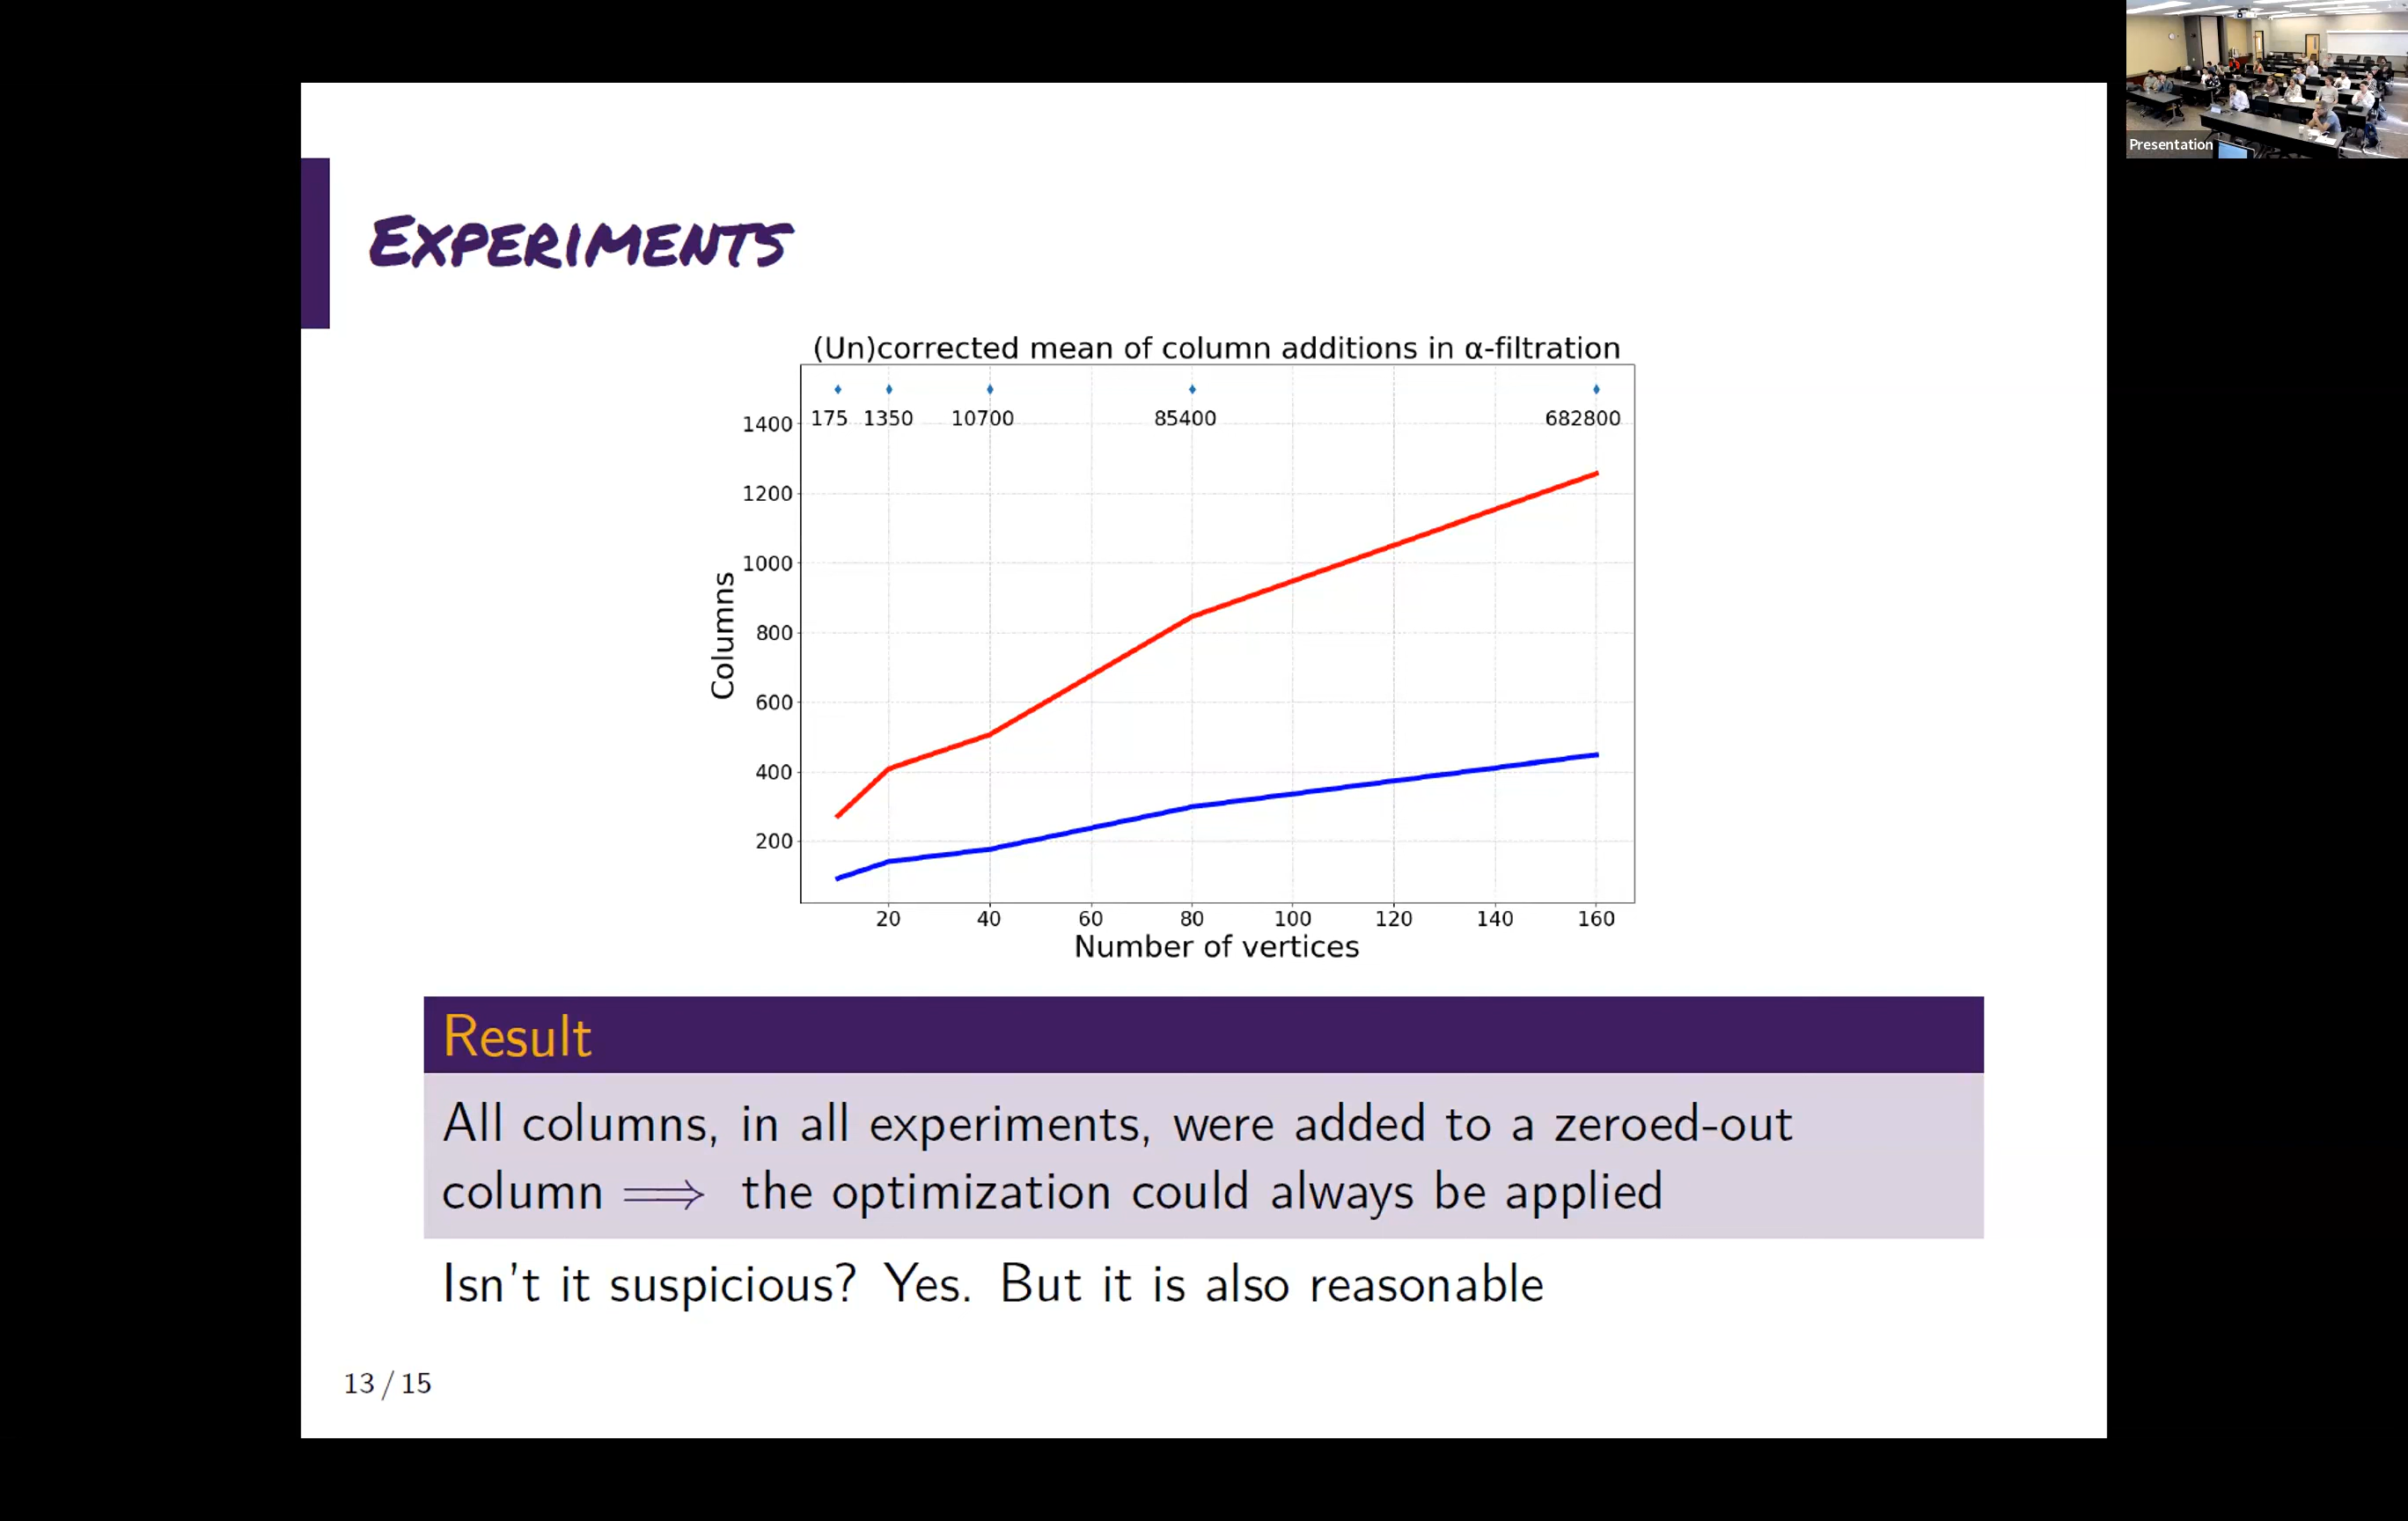 Presentation
EXPERIMENTS
(Un)corrected mean of column additions in α-filtration
175 1350 10700 85400 682800
1400
1200
1000
800
600
400
200
Columns
20 40 60 80 100 120 140 160
Number of vertices
Result
All columns, in all experiments, were added to a zeroed-out
column ⟹ the optimization could always be applied
Isn't it suspicious? Yes. But it is also reasonable
13 / 15